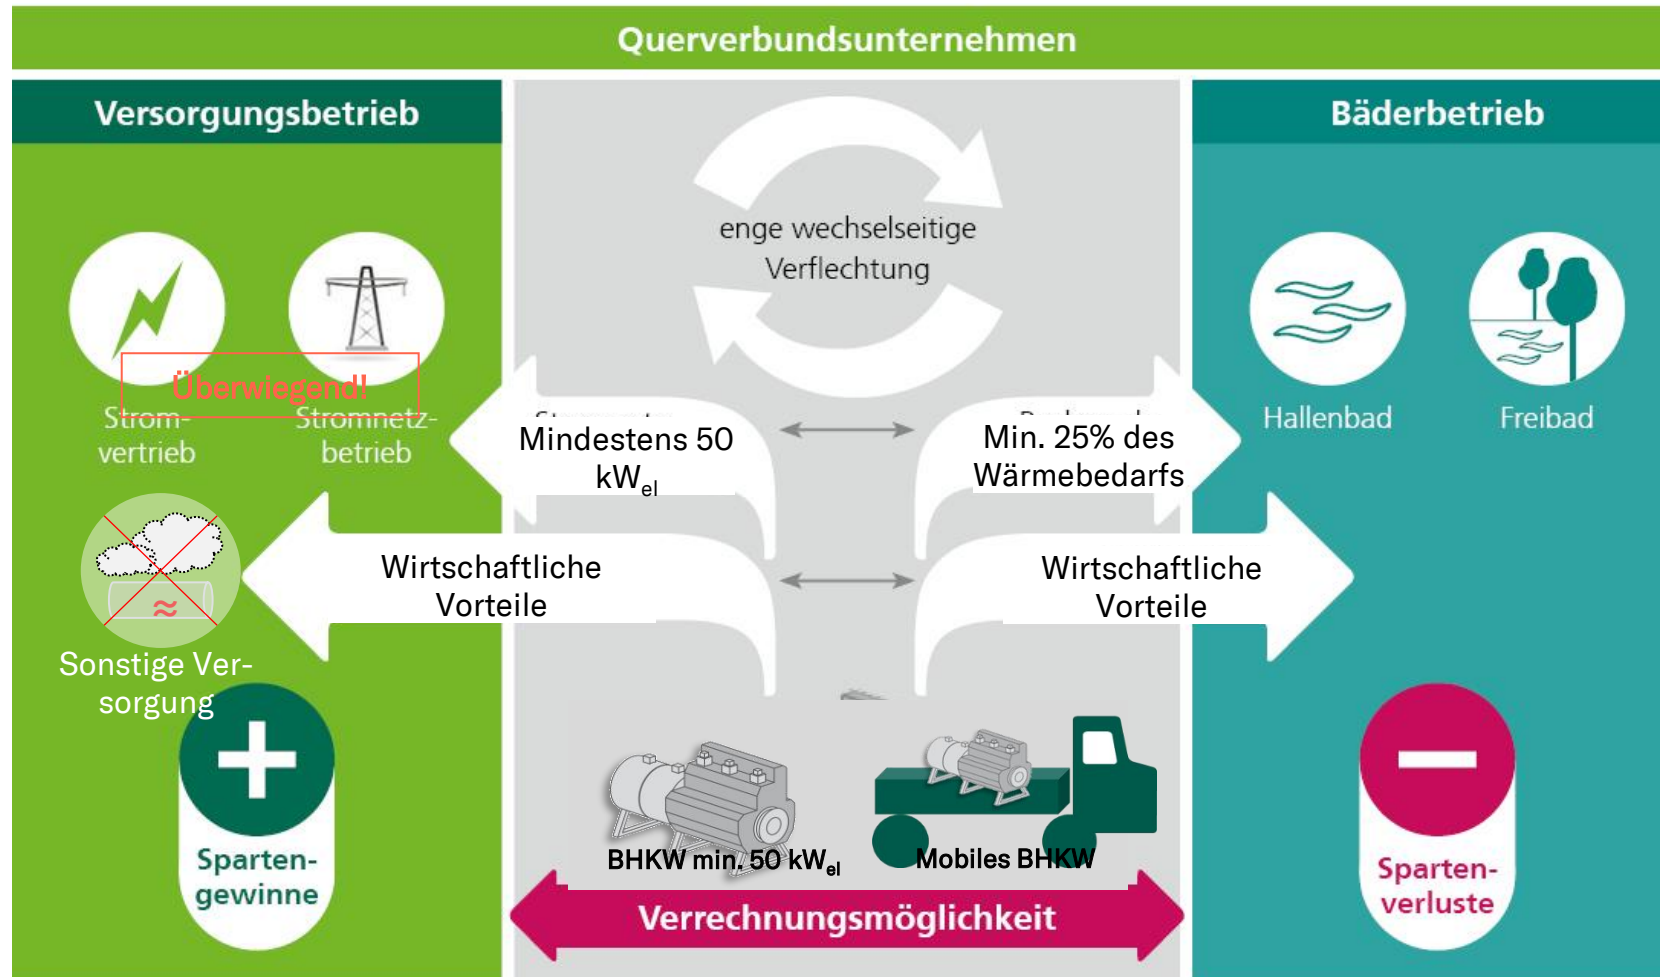 Querverbundsunternehmen
Versorgungsbetrieb
Bäderbetrieb
enge wechselseitige
Verflechtung
Überwiegend!
Strom-
vertrieb
Stromnetz-
betrieb
Mindestens 50
kWel
Min. 25% des
Wärmebedarfs
Hallenbad
Freibad
Wirtschaftliche
Vorteile
Wirtschaftliche
Vorteile
Sonstige Ver-
sorgung
BHKW min. 50 kWel
Mobiles BHKW
Sparten-
gewinne
Sparten-
verluste
Verrechnungsmöglichkeit